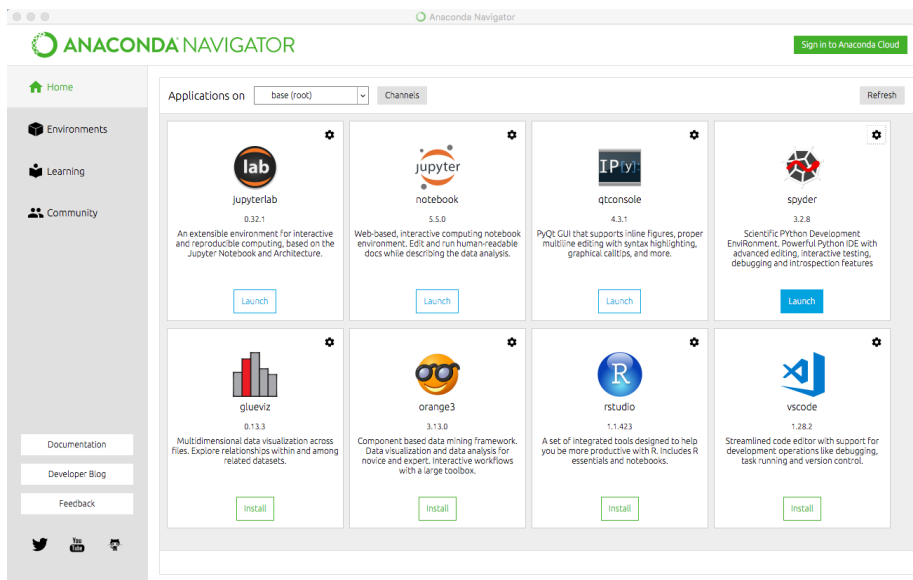 Anaconda Navigator
ANACONDA NAVIGATOR
Sign in to Anaconda Cloud
Home
Environments
Learning
Community
Documentation
Developer Blog
Feedback
You
Tube
Applications on
base (root)
Channels
Refresh
lab
jupyterlab
0.32.1
An extensible environment for interactive
and reproducible computing, based on the
Jupyter Notebook and Architecture.
Launch
jupyter
notebook
5.5.0
Web-based, interactive computing notebook
environment. Edit and run human-readable
docs while describing the data analysis.
Launch
IP[y]:
qtconsole
4.3.1
PyQt GUI that supports inline figures, proper
multiline editing with syntax highlighting,
graphical calltips, and more.
Launch
spyder
3.2.8
Scientific PYthon Development
EnviRonment. Powerful Python IDE with
advanced editing, interactive testing,
debugging and introspection features
Launch
glueviz
0.13.3
Multidimensional data visualization across
files. Explore relationships within and among
related datasets.
Install
orange3
3.13.0
Component based data mining framework.
Data visualization and data analysis for
novice and expert. Interactive workflows
with a large toolbox.
Install
R
rstudio
1.1.423
A set of integrated tools designed to help
you be more productive with R. Includes R
essentials and notebooks.
Install
vscode
1.28.2
Streamlined code editor with support for
development operations like debugging,
task running and version control.
Install